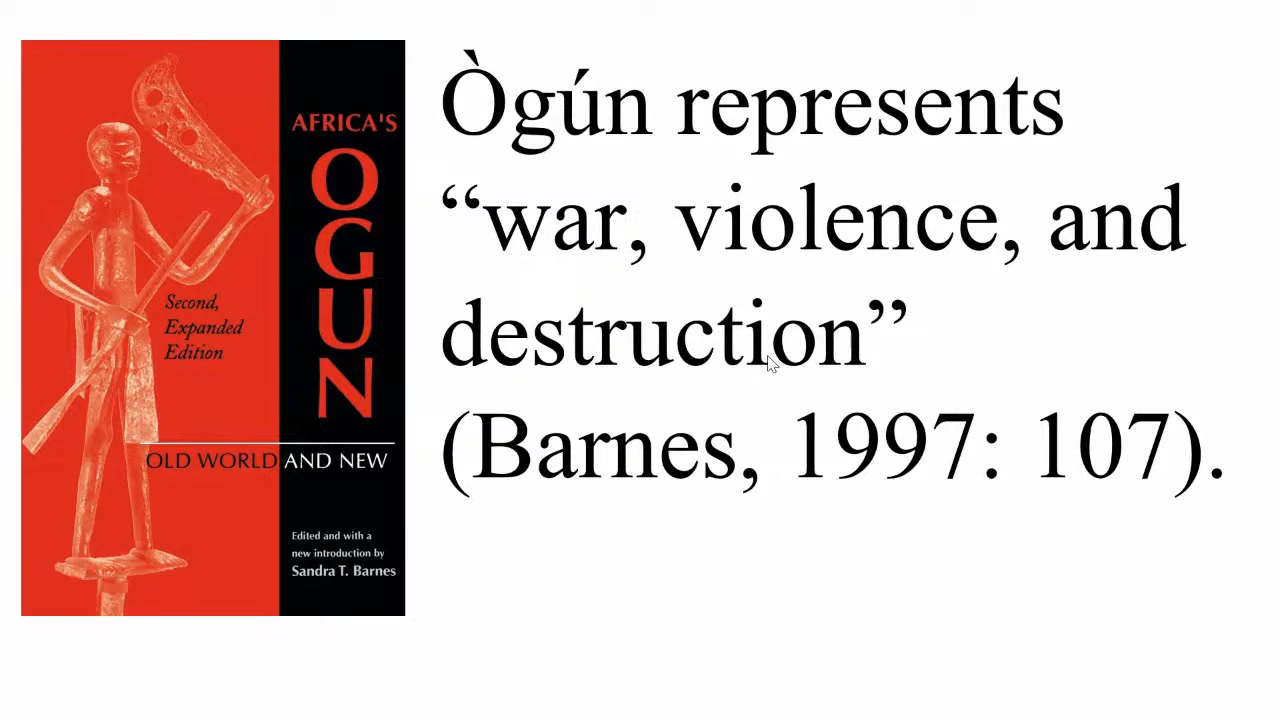 AFRICA'S
OGUN
Second,
Expanded
Edition
OLD WORLD AND NEW
Edited and with a
new introduction by
Sandra T. Barnes
Ògún represents
“war, violence, and
destruction”
(Barnes, 1997: 107).